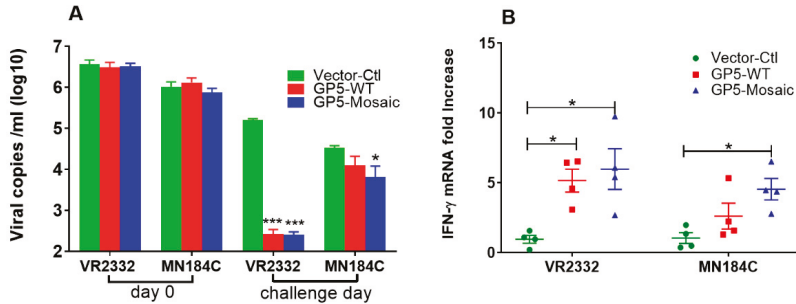 A
Viral copies /ml (log10)
7
6
5
4
3
2
Vector-Ctl
GP5-WT
GP5-Mosaic
***
***
*
VR2332
MN184C
VR2332
MN184C
day 0
challenge day
B
IFN-γ mRNA fold Increase
15
10
5
0
Vector-Ctl
GP5-WT
GP5-Mosaic
*
*
*
VR2332
MN184C